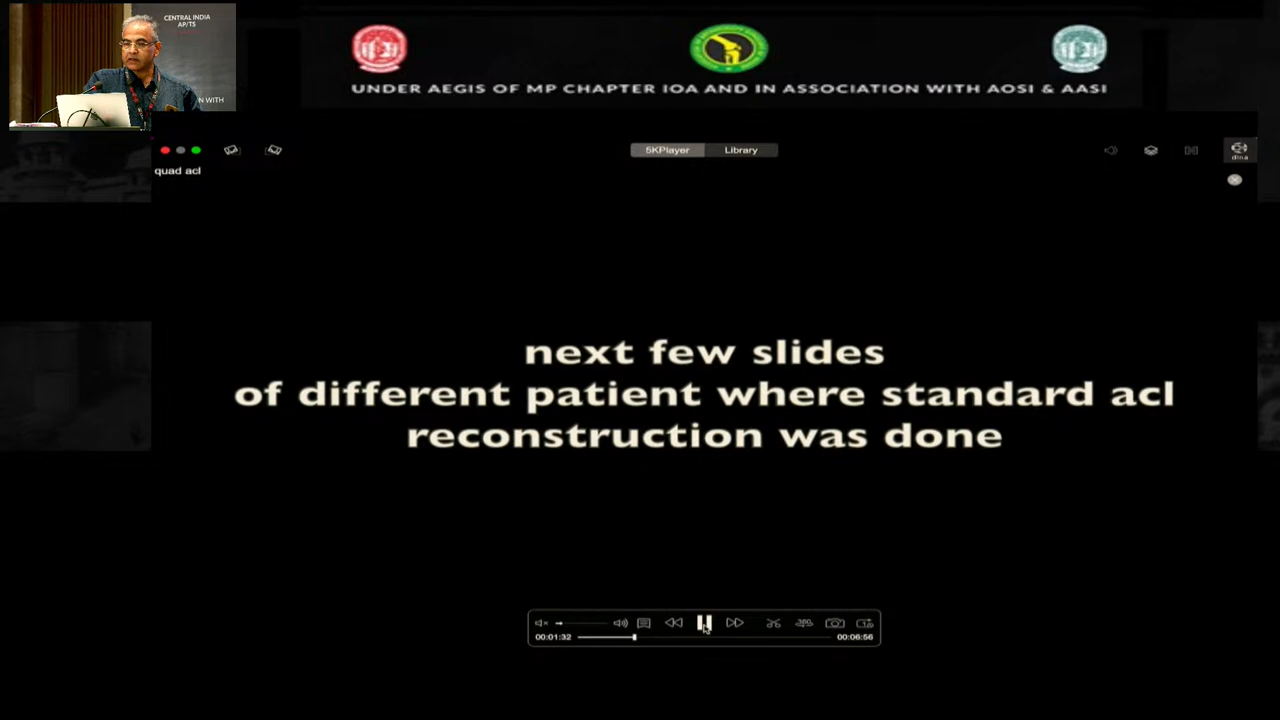 CENTRAL INDIA
AP/TS
N WITH
UNDER AEGIS OF MP CHAPTER IOA AND IN ASSOCIATION WITH AOSI & AASI
5KPlayer
Library
dlna
quad acl
next few slides
of different patient where standard acl
reconstruction was done
00:01:32
00:06:56